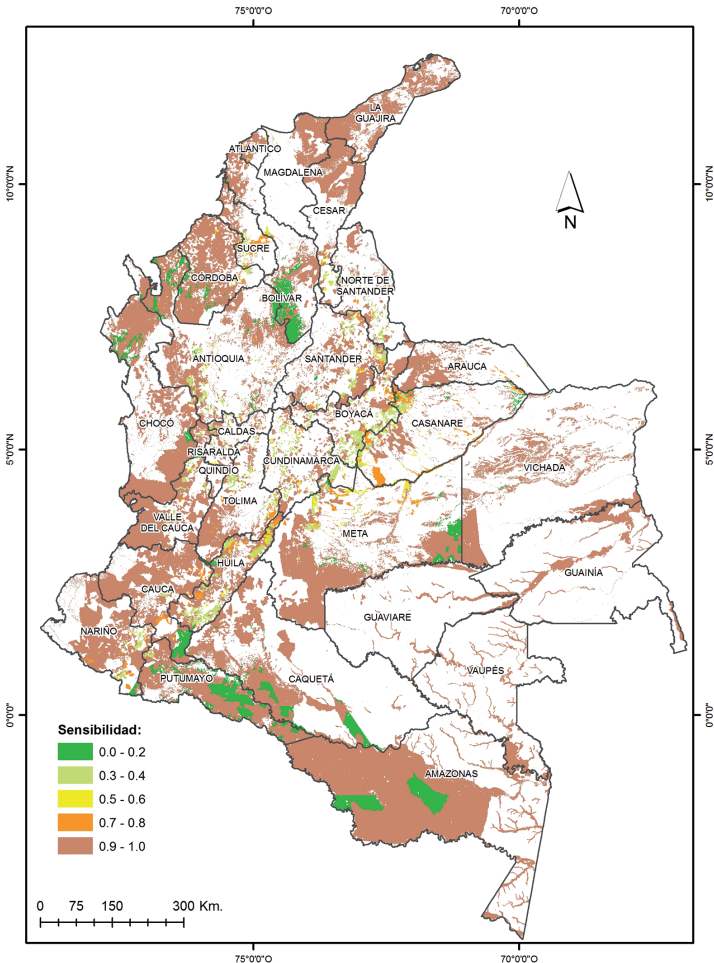 75°0'0"O 70°0'0"O
LA
GUAJIRA
ATLÁNTICO
MAGDALENA
10°0'0"N 10°0'0"N
CESAR
N
SUCRE
CÓRDOBA
NORTE DE
SANTANDER
BOLÍVAR
ANTIOQUIA
SANTANDER
ARAUCA
BOYACÁ
CHOCÓ
CASANARE
CALDAS
5°0'0"N 5°0'0"N
RISARALDA
CUNDINAMARCA
QUINDÍO
VICHADA
TOLIMA
VALLE
DEL CAUCA
META
HUILA
GUAINÍA
CAUCA
GUAVIARE
NARIÑO
VAUPÉS
PUTUMAYO
CAQUETÁ
0°0'0" 0°0'0"
Sensibilidad:
0.0 - 0.2
0.3 - 0.4
0.5 - 0.6
0.7 - 0.8
0.9 - 1.0
AMAZONAS
0 75 150 300 Km.
75°0'0"O 70°0'0"O